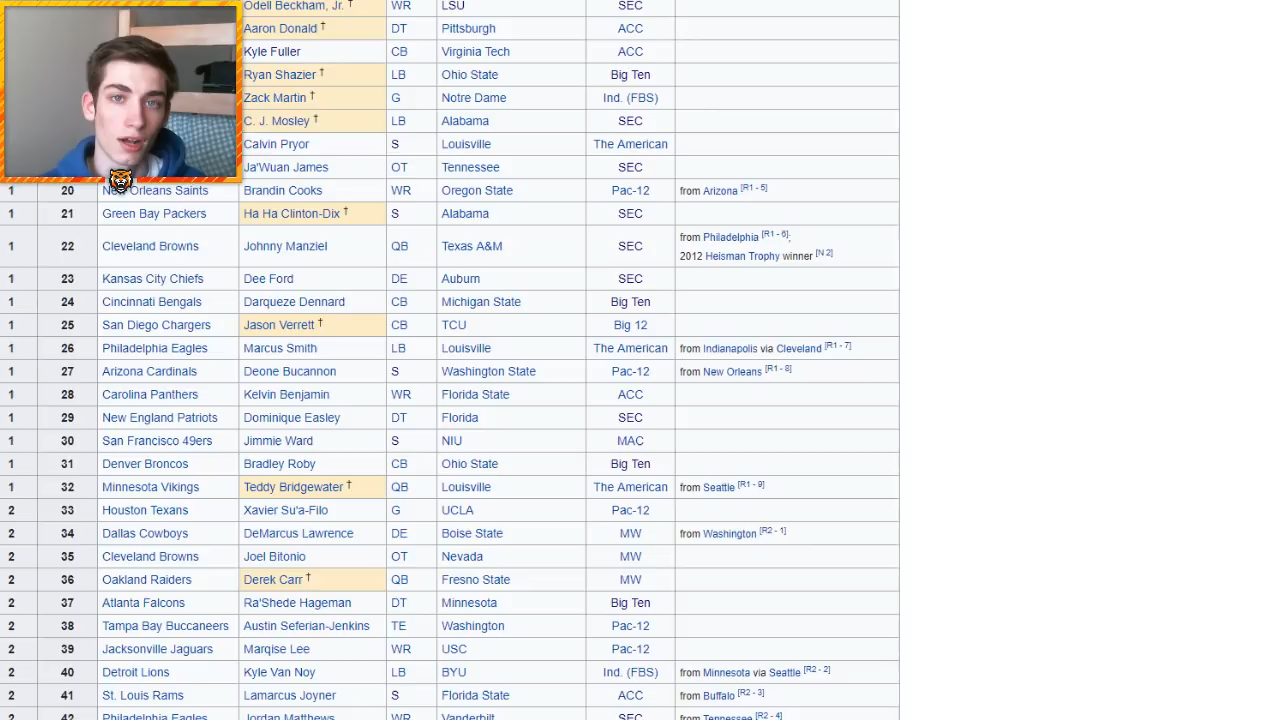 Odell Beckham, Jr. † WR LSU SEC
Aaron Donald † DT Pittsburgh ACC
Kyle Fuller CB Virginia Tech ACC
Ryan Shazier † LB Ohio State Big Ten
Zack Martin † G Notre Dame Ind. (FBS)
C. J. Mosley † LB Alabama SEC
Calvin Pryor S Louisville The American
Ja'Wuan James OT Tennessee SEC
1 20 New Orleans Saints Brandin Cooks WR Oregon State Pac-12 from Arizona [R1 - 5]
1 21 Green Bay Packers Ha Ha Clinton-Dix † S Alabama SEC
1 22 Cleveland Browns Johnny Manziel QB Texas A&M SEC from Philadelphia [R1 - 6];
2012 Heisman Trophy winner [N 2]
1 23 Kansas City Chiefs Dee Ford DE Auburn SEC
1 24 Cincinnati Bengals Darqueze Dennard CB Michigan State Big Ten
1 25 San Diego Chargers Jason Verrett † CB TCU Big 12
1 26 Philadelphia Eagles Marcus Smith LB Louisville The American from Indianapolis via Cleveland [R1 - 7]
1 27 Arizona Cardinals Deone Bucannon S Washington State Pac-12 from New Orleans [R1 - 8]
1 28 Carolina Panthers Kelvin Benjamin WR Florida State ACC
1 29 New England Patriots Dominique Easley DT Florida SEC
1 30 San Francisco 49ers Jimmie Ward S NIU MAC
1 31 Denver Broncos Bradley Roby CB Ohio State Big Ten
1 32 Minnesota Vikings Teddy Bridgewater † QB Louisville The American from Seattle [R1 - 9]
2 33 Houston Texans Xavier Su'a-Filo G UCLA Pac-12
2 34 Dallas Cowboys DeMarcus Lawrence DE Boise State MW from Washington [R2 - 1]
2 35 Cleveland Browns Joel Bitonio OT Nevada MW
2 36 Oakland Raiders Derek Carr † QB Fresno State MW
2 37 Atlanta Falcons Ra'Shede Hageman DT Minnesota Big Ten
2 38 Tampa Bay Buccaneers Austin Seferian-Jenkins TE Washington Pac-12
2 39 Jacksonville Jaguars Marqise Lee WR USC Pac-12
2 40 Detroit Lions Kyle Van Noy LB BYU Ind. (FBS) from Minnesota via Seattle [R2 - 2]
2 41 St. Louis Rams Lamarcus Joyner S Florida State ACC from Buffalo [R2 - 3]
2 42 Philadelphia Eagles Jordan Matthews WR Vanderbilt SEC from Tennessee [R2 - 4]